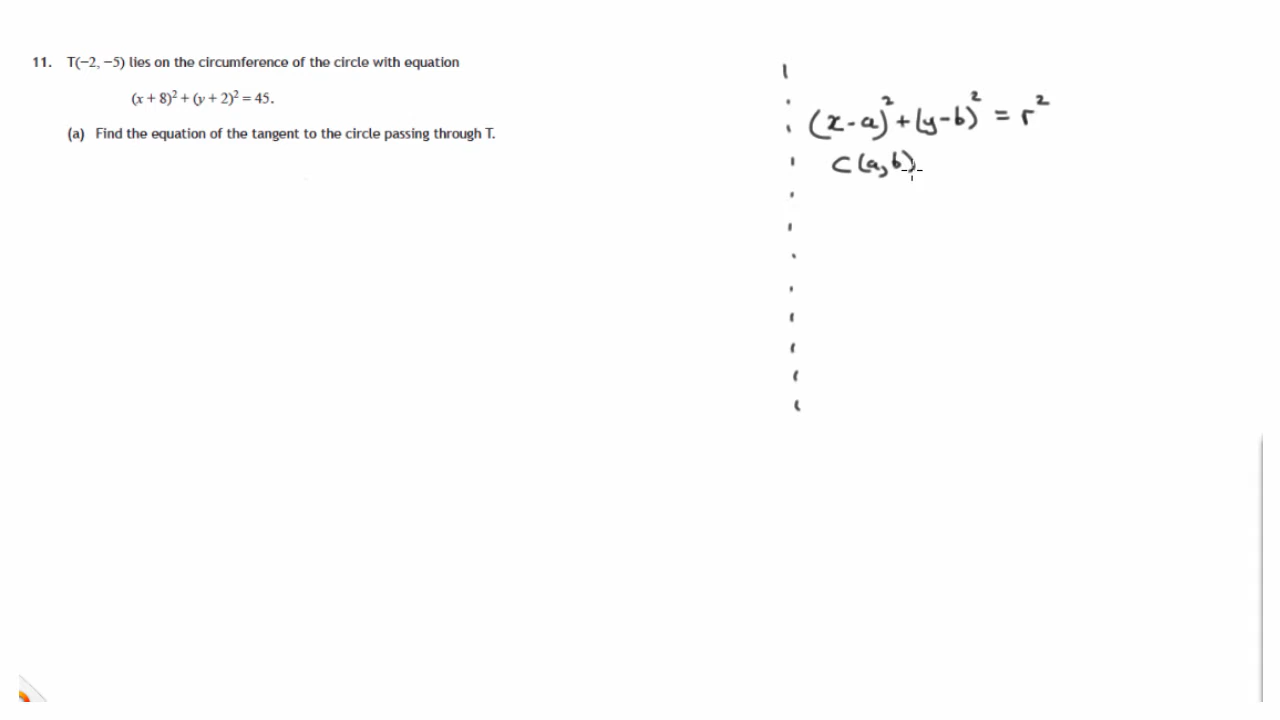 11. T(−2, −5) lies on the circumference of the circle with equation
(x + 8)² + (y + 2)² = 45.
(a) Find the equation of the tangent to the circle passing through T.
(x-a)² + (y-b)² = r²
C(a,b)